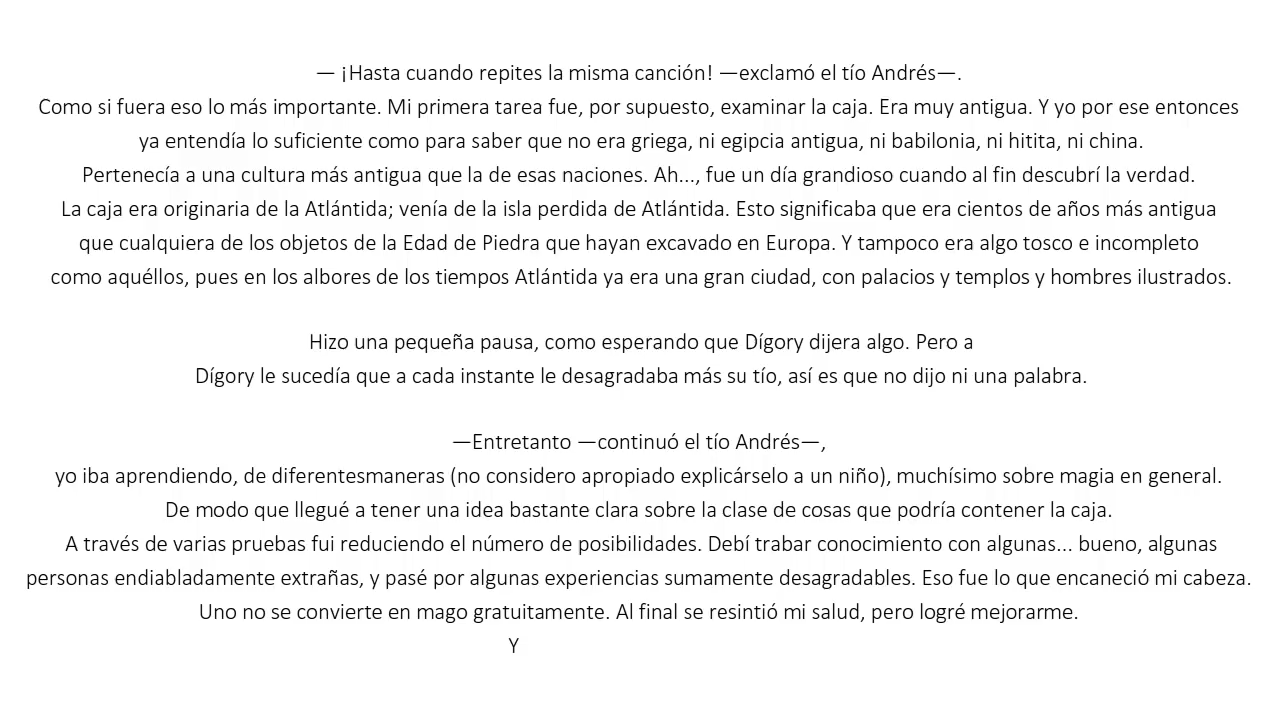 — ¡Hasta cuando repites la misma canción! —exclamó el tío Andrés—.
Como si fuera eso lo más importante. Mi primera tarea fue, por supuesto, examinar la caja. Era muy antigua. Y yo por ese entonces
ya entendía lo suficiente como para saber que no era griega, ni egipcia antigua, ni babilonia, ni hitita, ni china.
Pertenecía a una cultura más antigua que la de esas naciones. Ah..., fue un día grandioso cuando al fin descubrí la verdad.
La caja era originaria de la Atlántida; venía de la isla perdida de Atlántida. Esto significaba que era cientos de años más antigua
que cualquiera de los objetos de la Edad de Piedra que hayan excavado en Europa. Y tampoco era algo tosco e incompleto
como aquéllos, pues en los albores de los tiempos Atlántida ya era una gran ciudad, con palacios y templos y hombres ilustrados.
Hizo una pequeña pausa, como esperando que Dígory dijera algo. Pero a
Dígory le sucedía que a cada instante le desagradaba más su tío, así es que no dijo ni una palabra.
—Entretanto —continuó el tío Andrés—,
yo iba aprendiendo, de diferentesmaneras (no considero apropiado explicárselo a un niño), muchísimo sobre magia en general.
De modo que llegué a tener una idea bastante clara sobre la clase de cosas que podría contener la caja.
A través de varias pruebas fui reduciendo el número de posibilidades. Debí trabar conocimiento con algunas... bueno, algunas
personas endiabladamente extrañas, y pasé por algunas experiencias sumamente desagradables. Eso fue lo que encaneció mi cabeza.
Uno no se convierte en mago gratuitamente. Al final se resintió mi salud, pero logré mejorarme.
Y